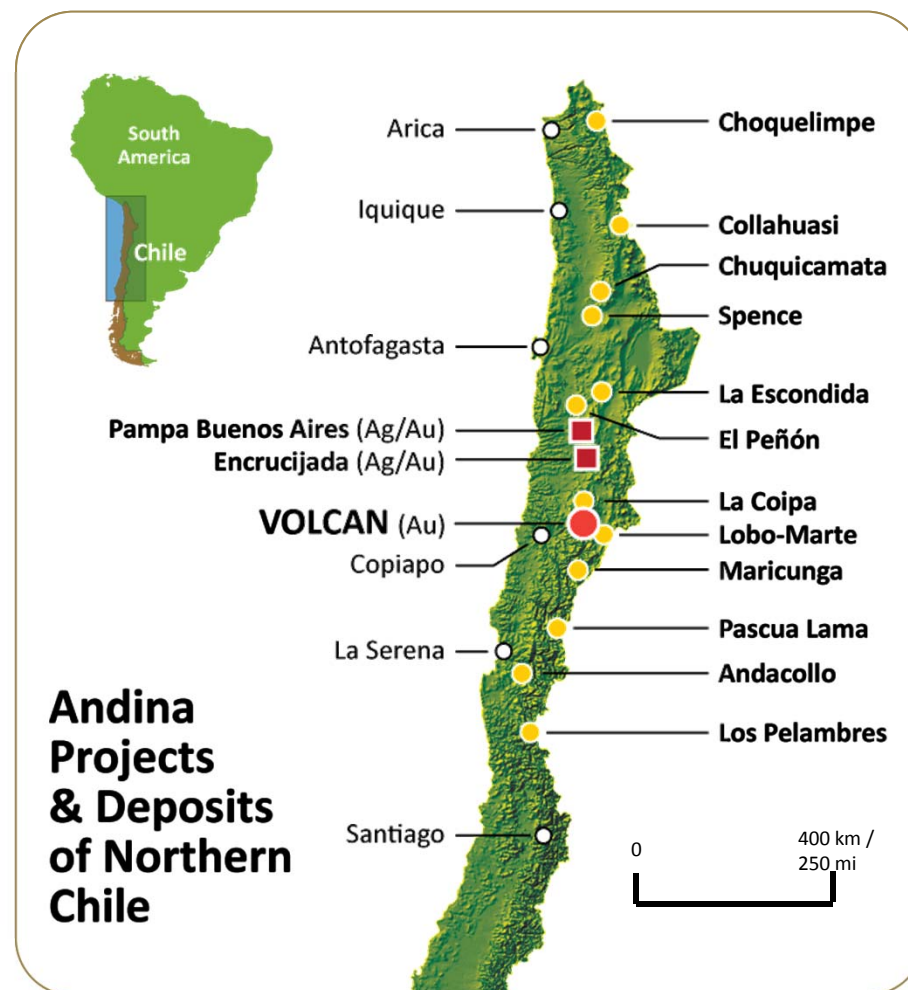 South
America
Chile
Arica
Iquique
Antofagasta
Pampa Buenos Aires (Ag/Au)
Encrucijada (Ag/Au)
VOLCAN (Au)
Copiapo
La Serena
Santiago
Choquelimpe
Collahuasi
Chuquicamata
Spence
La Escondida
El Peñón
La Coipa
Lobo-Marte
Maricunga
Pascua Lama
Andacollo
Los Pelambres
Andina
Projects
& Deposits
of Northern
Chile
0
400 km /
250 mi